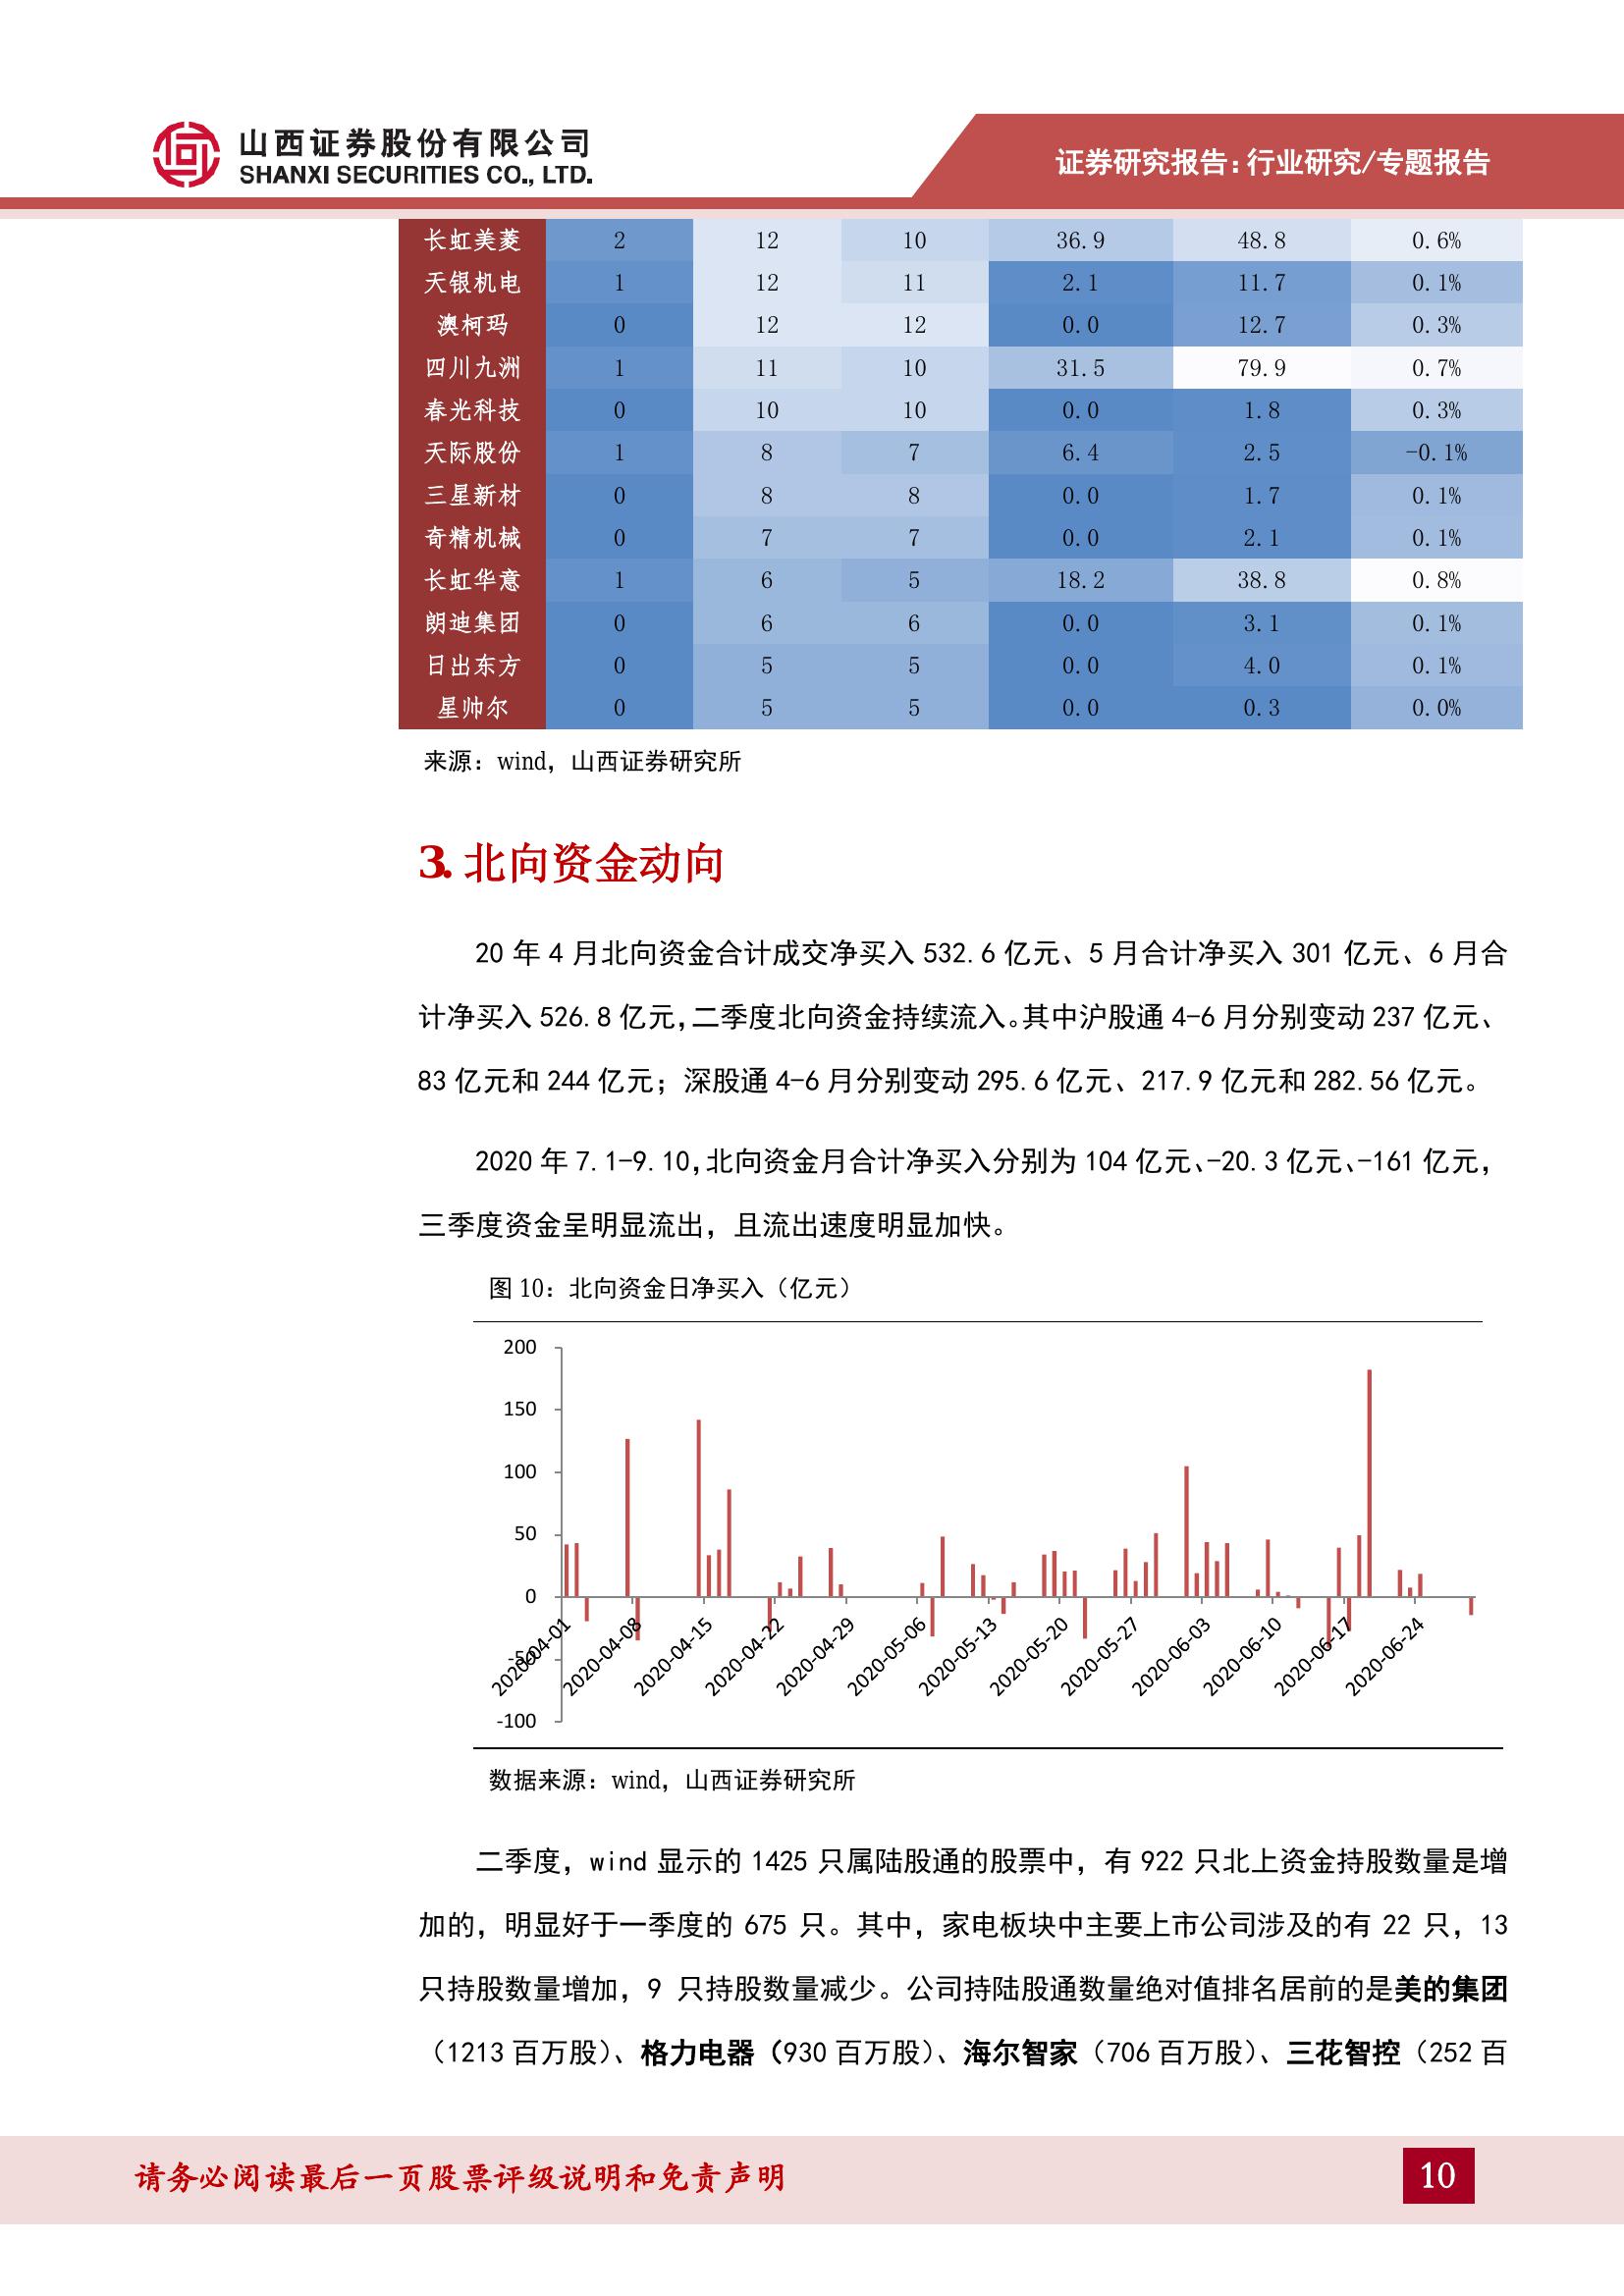 山西证券股份有限公司
SHANXI SECURITIES CO., LTD.
证券研究报告:行业研究/专题报告
长虹美菱 2 12 10 36.9 48.8 0.6%
天银机电 1 12 11 2.1 11.7 0.1%
澳柯玛 0 12 12 0.0 12.7 0.3%
四川九洲 1 11 10 31.5 79.9 0.7%
春光科技 0 10 10 0.0 1.8 0.3%
天际股份 1 8 7 6.4 2.5 -0.1%
三星新材 0 8 8 0.0 1.7 0.1%
奇精机械 0 7 7 0.0 2.1 0.1%
长虹华意 1 6 5 18.2 38.8 0.8%
朗迪集团 0 6 6 0.0 3.1 0.1%
日出东方 0 5 5 0.0 4.0 0.1%
星帅尔 0 5 5 0.0 0.3 0.0%
来源：wind，山西证券研究所
3. 北向资金动向
20 年 4 月北向资金合计成交净买入 532.6 亿元、5 月合计净买入 301 亿元、6 月合
计净买入 526.8 亿元，二季度北向资金持续流入。其中沪股通 4-6 月分别变动 237 亿元、
83 亿元和 244 亿元；深股通 4-6 月分别变动 295.6 亿元、217.9 亿元和 282.56 亿元。
2020 年 7.1-9.10，北向资金月合计净买入分别为 104 亿元、-20.3 亿元、-161 亿元，
三季度资金呈明显流出，且流出速度明显加快。
图 10：北向资金日净买入（亿元）
200
150
100
50
0
-50
-100
2020-04-01
2020-04-08
2020-04-15
2020-04-22
2020-04-29
2020-05-06
2020-05-13
2020-05-20
2020-05-27
2020-06-03
2020-06-10
2020-06-17
2020-06-24
数据来源：wind，山西证券研究所
二季度，wind 显示的 1425 只属陆股通的股票中，有 922 只北上资金持股数量是增
加的，明显好于一季度的 675 只。其中，家电板块中主要上市公司涉及的有 22 只，13
只持股数量增加，9 只持股数量减少。公司持陆股通数量绝对值排名居前的是美的集团
（1213 百万股）、格力电器（930 百万股）、海尔智家（706 百万股）、三花智控（252 百
请务必阅读最后一页股票评级说明和免责声明
10